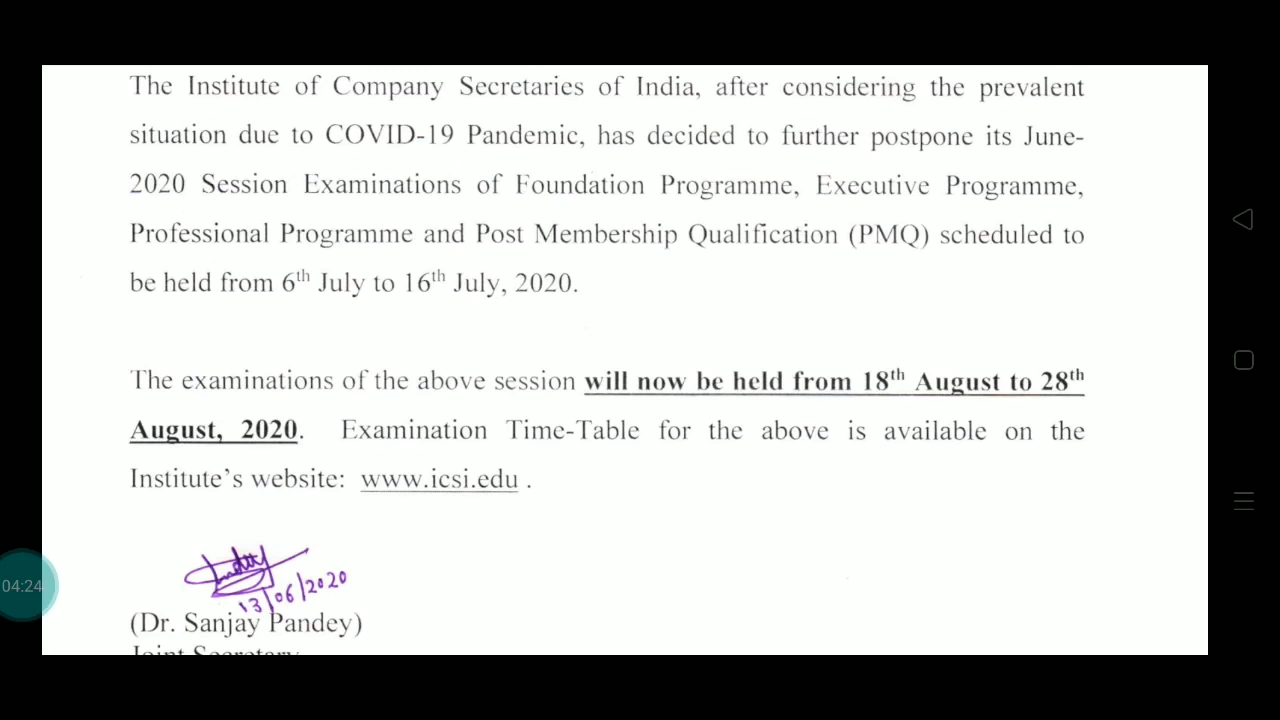 The Institute of Company Secretaries of India, after considering the prevalent
situation due to COVID-19 Pandemic, has decided to further postpone its June-
2020 Session Examinations of Foundation Programme, Executive Programme,
Professional Programme and Post Membership Qualification (PMQ) scheduled to
be held from 6th July to 16th July, 2020.
The examinations of the above session will now be held from 18th August to 28th
August, 2020. Examination Time-Table for the above is available on the
Institute's website: www.icsi.edu .
04:24
13/06/2020
(Dr. Sanjay Pandey)
Joint Secretary